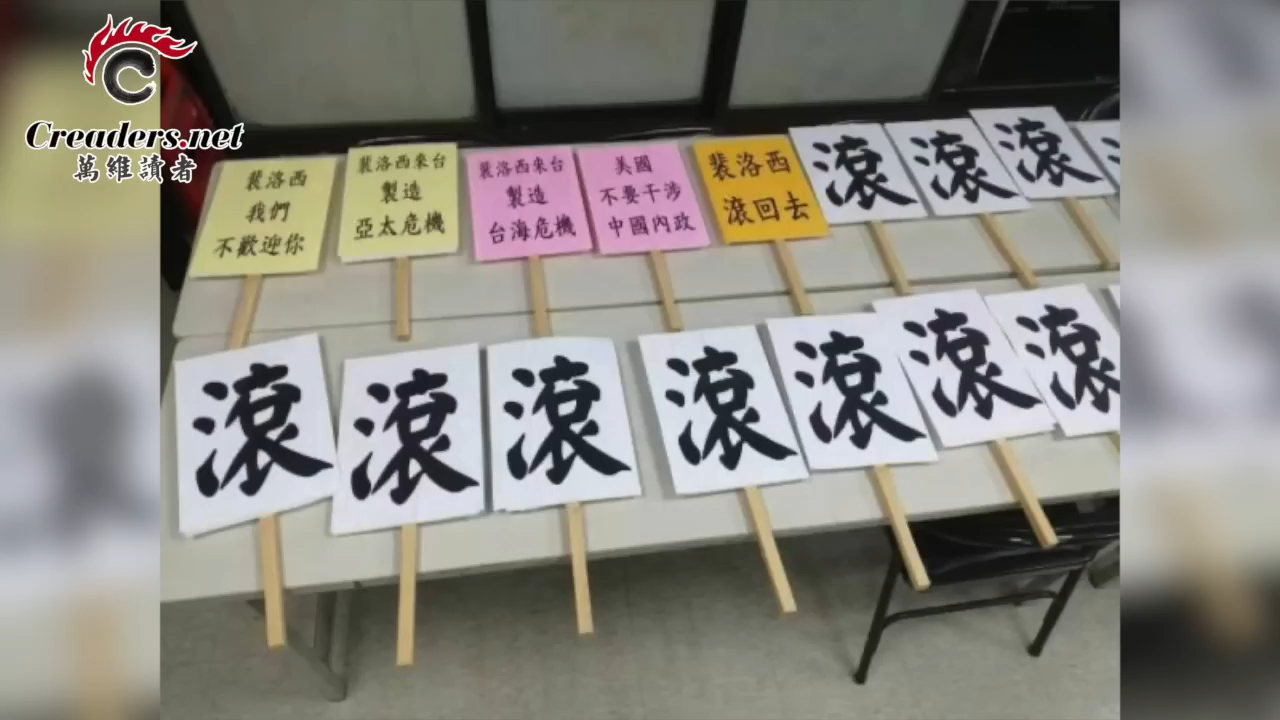 Creaders.net
萬維讀者
裴洛西
我們
不歡迎你
裴洛西來台
製造
亞太危機
裴洛西來台
製造
台海危機
美國
不要干涉
中國內政
裴洛西
滾回去
滾
滾
滾
滾
滾
滾
滾
滾
滾
滾